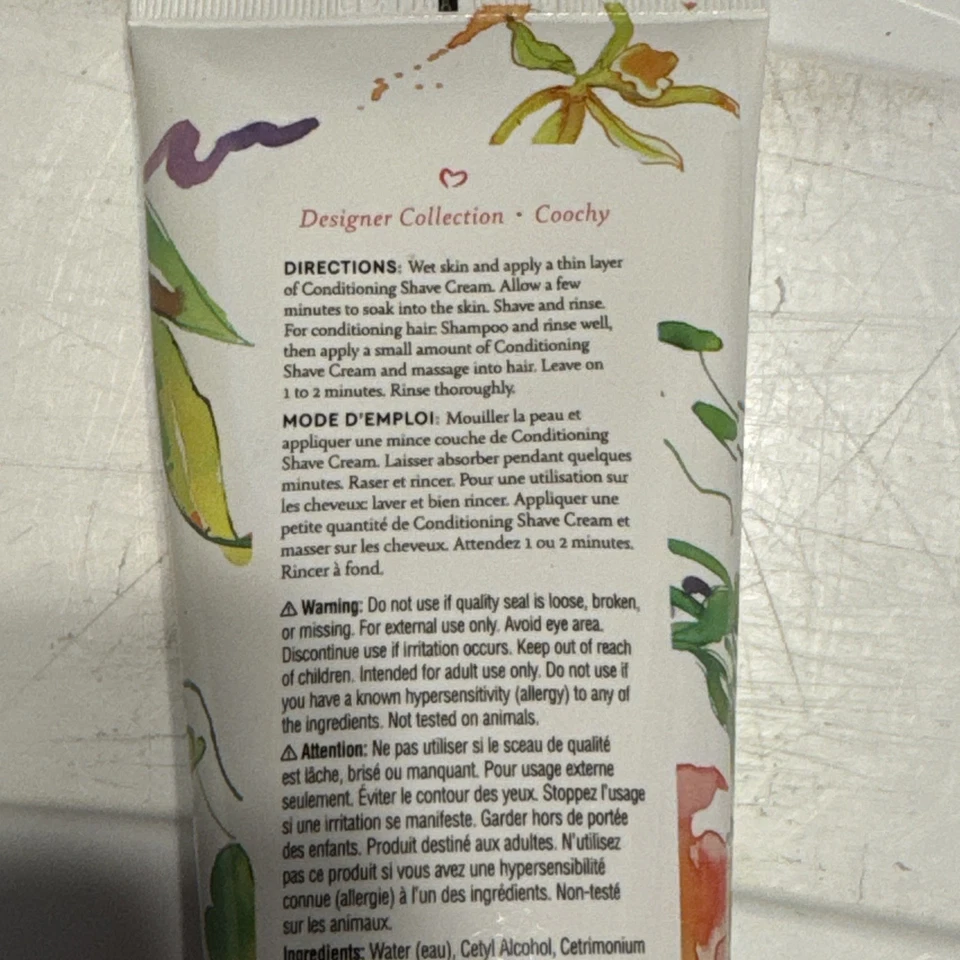 Designer Collection · Coochy
DIRECTIONS: Wet skin and apply a thin layer
of Conditioning Shave Cream. Allow a few
minutes to soak into the skin. Shave and rinse.
For conditioning hair: Shampoo and rinse well,
then apply a small amount of Conditioning
Shave Cream and massage into hair. Leave on
1 to 2 minutes. Rinse thoroughly.
MODE D'EMPLOI: Mouiller la peau et
appliquer une mince couche de Conditioning
Shave Cream. Laisser absorber pendant quelques
minutes. Raser et rincer. Pour une utilisation sur
les cheveux: laver et bien rincer. Appliquer une
petite quantité de Conditioning Shave Cream et
masser sur les cheveux. Attendez 1 ou 2 minutes.
Rincer à fond.
⚠ Warning: Do not use if quality seal is loose, broken,
or missing. For external use only. Avoid eye area.
Discontinue use if irritation occurs. Keep out of reach
of children. Intended for adult use only. Do not use if
you have a known hypersensitivity (allergy) to any of
the ingredients. Not tested on animals.
⚠ Attention: Ne pas utiliser si le sceau de qualité
est lâche, brisé ou manquant. Pour usage externe
seulement. Éviter le contour des yeux. Stoppez l'usage
si une irritation se manifeste. Garder hors de portée
des enfants. Produit destiné aux adultes. N'utilisez
pas ce produit si vous avez une hypersensibilité
connue (allergie) à l'un des ingrédients. Non-testé
sur les animaux.
Ingredients: Water (eau), Cetyl Alcohol, Cetrimonium